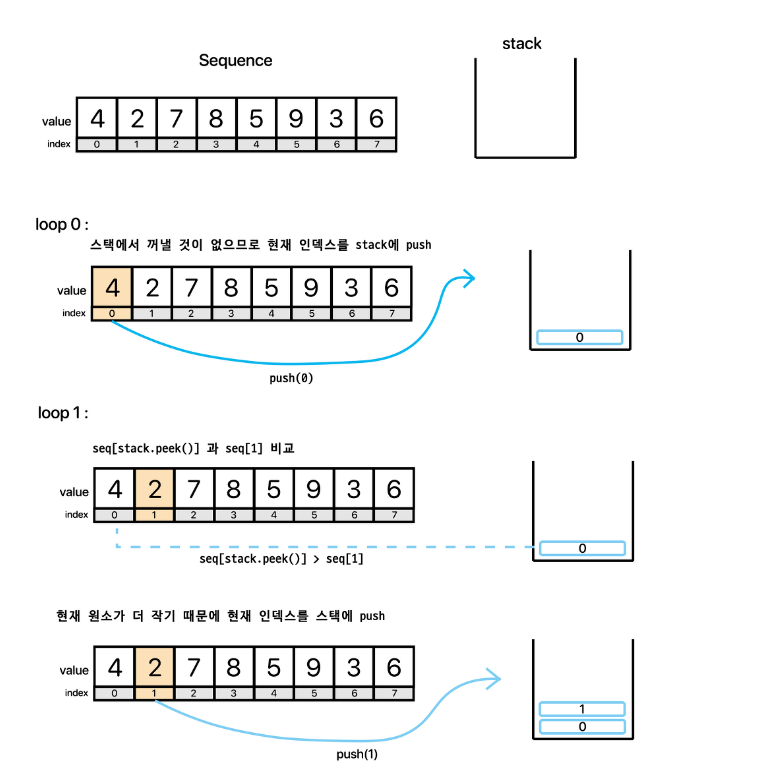 Sequence
stack
value 4 2 7 8 5 9 3 6
index 0 1 2 3 4 5 6 7
loop 0 :
스택에서 꺼낼 것이 없으므로 현재 인덱스를 stack에 push
value 4 2 7 8 5 9 3 6
index 0 1 2 3 4 5 6 7
0
push(0)
loop 1 :
seq[stack.peek()] 과 seq[1] 비교
value 4 2 7 8 5 9 3 6
index 0 1 2 3 4 5 6 7
0
seq[stack.peek()] > seq[1]
현재 원소가 더 작기 때문에 현재 인덱스를 스택에 push
value 4 2 7 8 5 9 3 6
index 0 1 2 3 4 5 6 7
1
0
push(1)